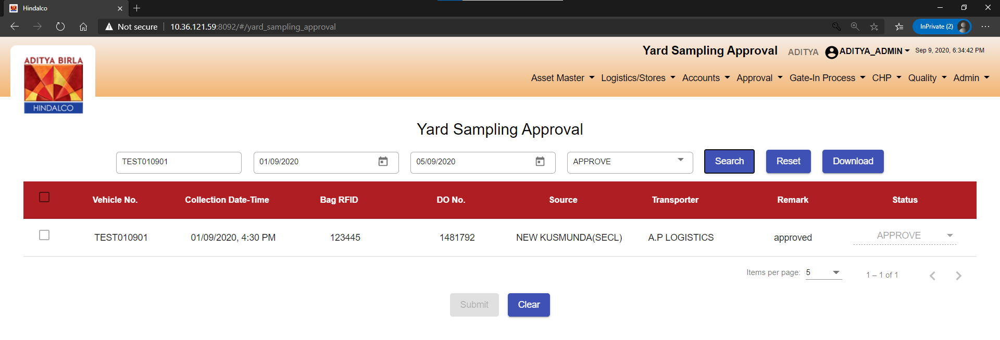 Hindalco
Not secure 10.36.121.59:8092/#/yard_sampling_approval InPrivate (2)
ADITYA BIRLA
HINDALCO
Yard Sampling Approval ADITYA ADITYA_ADMIN Sep 9, 2020, 6:34:42 PM
Asset Master Logistics/Stores Accounts Approval Gate-In Process CHP Quality Admin
Yard Sampling Approval
TEST010901 01/09/2020 05/09/2020 APPROVE Search Reset Download
Vehicle No. Collection Date-Time Bag RFID DO No. Source Transporter Remark Status
TEST010901 01/09/2020, 4:30 PM 123445 1481792 NEW KUSMUNDA(SECL) A.P LOGISTICS approved APPROVE
Items per page: 5 1 – 1 of 1
Submit Clear